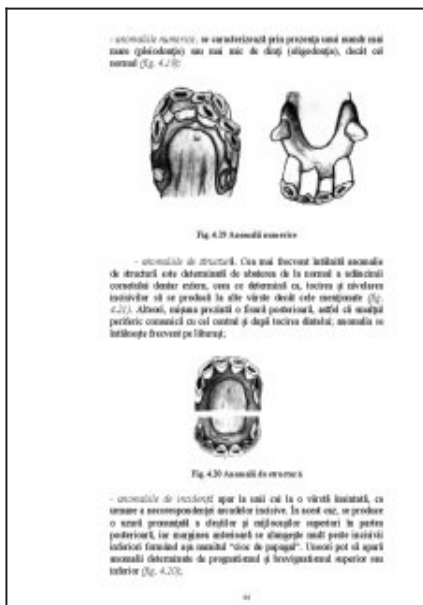 - anomaliile numerice, se caracterizează prin prezența unui număr mai
mare (pleiodonție) sau mai mic de dinți (oligodonție), decât cel
normal (fig. 4.19):
Fig. 4.19 Anomalii numerice
- anomaliile de structură. Cea mai frecvent întâlnită anomalie
de structură este determinată de abaterea de la normal a adâncimii
cornetului dentar extern, ceea ce determină ca, tocirea și nivelarea
incisivilor să se producă la alte vârste decât cele menționate (fig.
4.21). Alteori, mișuna prezintă o fisură posterioară, astfel că smalțul
periferic comunică cu cel central și după tocirea dintelui; anomalia se
întâlnește frecvent pe lăturași;
Fig. 4.20 Anomalii de structură
- anomaliile de incidență apar la unii cai la o vârstă înaintată, ca
urmare a necorespondenței arcadelor incisive. În acest caz, se produce
o uzură pronunțată a cleștilor și mijlocașilor superiori în partea
posterioară, iar marginea anterioară se alungește mult peste incisivii
inferiori formând așa numitul "cioc de papagal". Uneori pot să apară
anomalii determinate de prognatismul și brevignatismul superior sau
inferior (fig. 4.20);